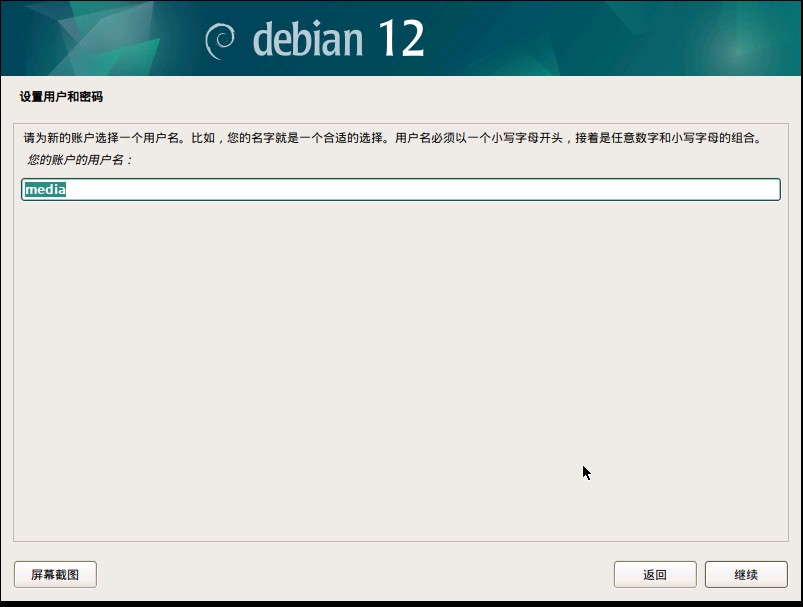 debian 12
设置用户和密码
请为新的账户选择一个用户名。比如，您的名字就是一个合适的选择。用户名必须以一个小写字母开头，接着是任意数字和小写字母的组合。
您的账户的用户名：
media
屏幕截图
返回
继续